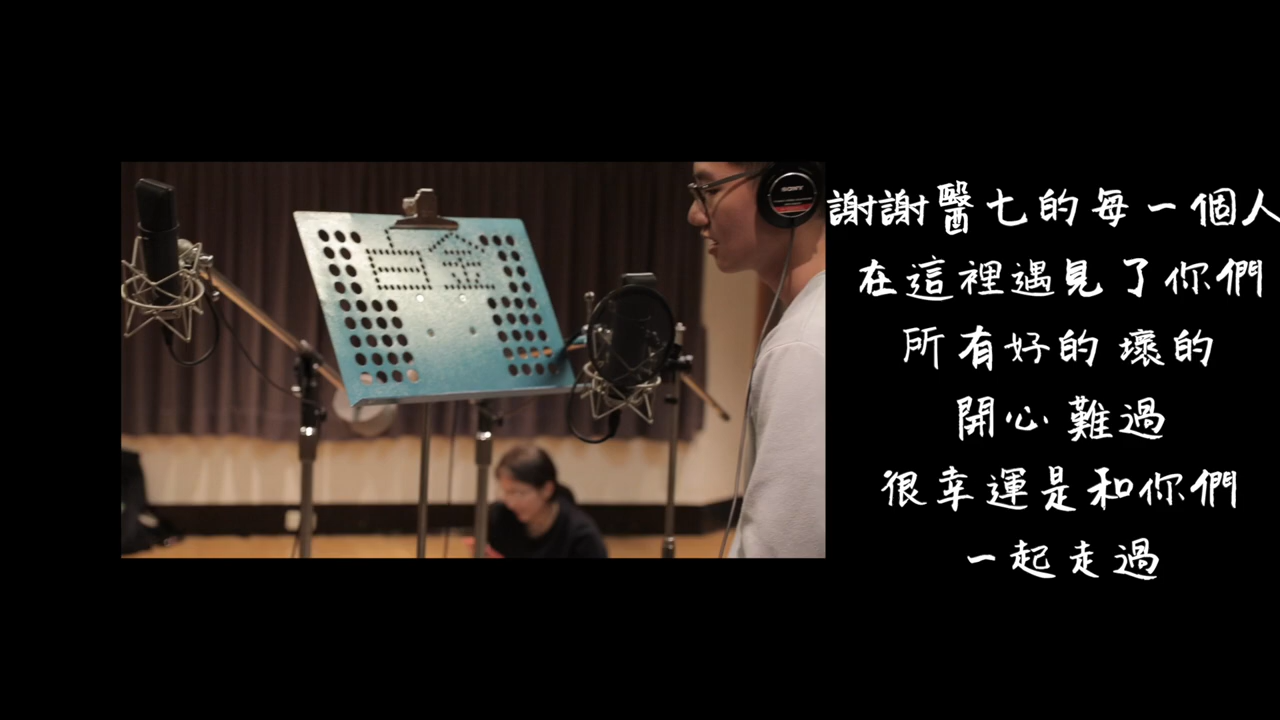 白金
SONY
謝謝醫七的每一個人
在這裡遇見了你們
所有好的壞的
開心難過
很幸運是和你們
一起走過